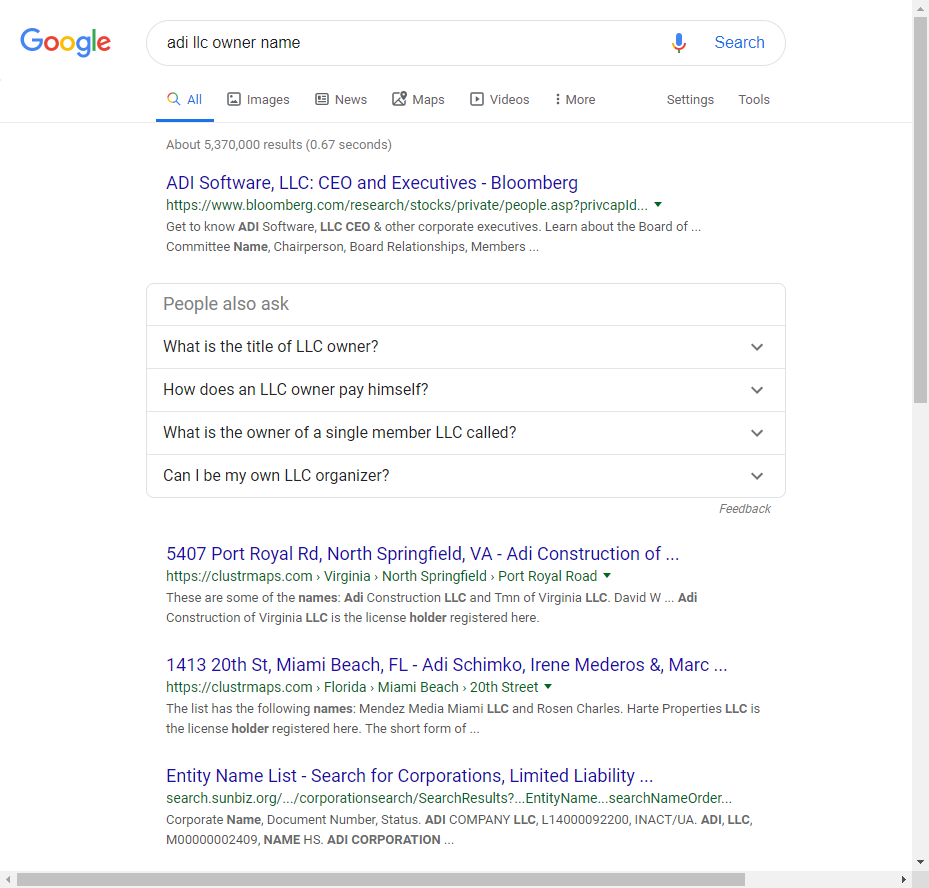 Google
adi llc owner name
Search
All Images News Maps Videos More Settings Tools
About 5,370,000 results (0.67 seconds)
ADI Software, LLC: CEO and Executives - Bloomberg
https://www.bloomberg.com/research/stocks/private/people.asp?privcapId...
Get to know ADI Software, LLC CEO & other corporate executives. Learn about the Board of ...
Committee Name, Chairperson, Board Relationships, Members ...
People also ask
What is the title of LLC owner?
How does an LLC owner pay himself?
What is the owner of a single member LLC called?
Can I be my own LLC organizer?
Feedback
5407 Port Royal Rd, North Springfield, VA - Adi Construction of ...
https://clustrmaps.com › Virginia › North Springfield › Port Royal Road
These are some of the names: Adi Construction LLC and Tmn of Virginia LLC. David W ... Adi
Construction of Virginia LLC is the license holder registered here.
1413 20th St, Miami Beach, FL - Adi Schimko, Irene Mederos &, Marc ...
https://clustrmaps.com › Florida › Miami Beach › 20th Street
The list has the following names: Mendez Media Miami LLC and Rosen Charles. Harte Properties LLC is
the license holder registered here. The short form of ...
Entity Name List - Search for Corporations, Limited Liability ...
search.sunbiz.org/.../corporationsearch/SearchResults?...EntityName...searchNameOrder...
Corporate Name, Document Number, Status. ADI COMPANY LLC, L14000092200, INACT/UA. ADI, LLC,
M00000002409, NAME HS. ADI CORPORATION ...